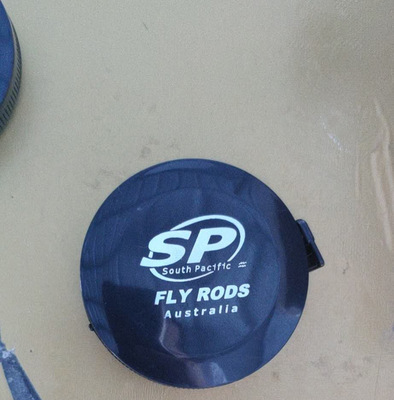 SP
South Pacific
FLY RODS
Australia